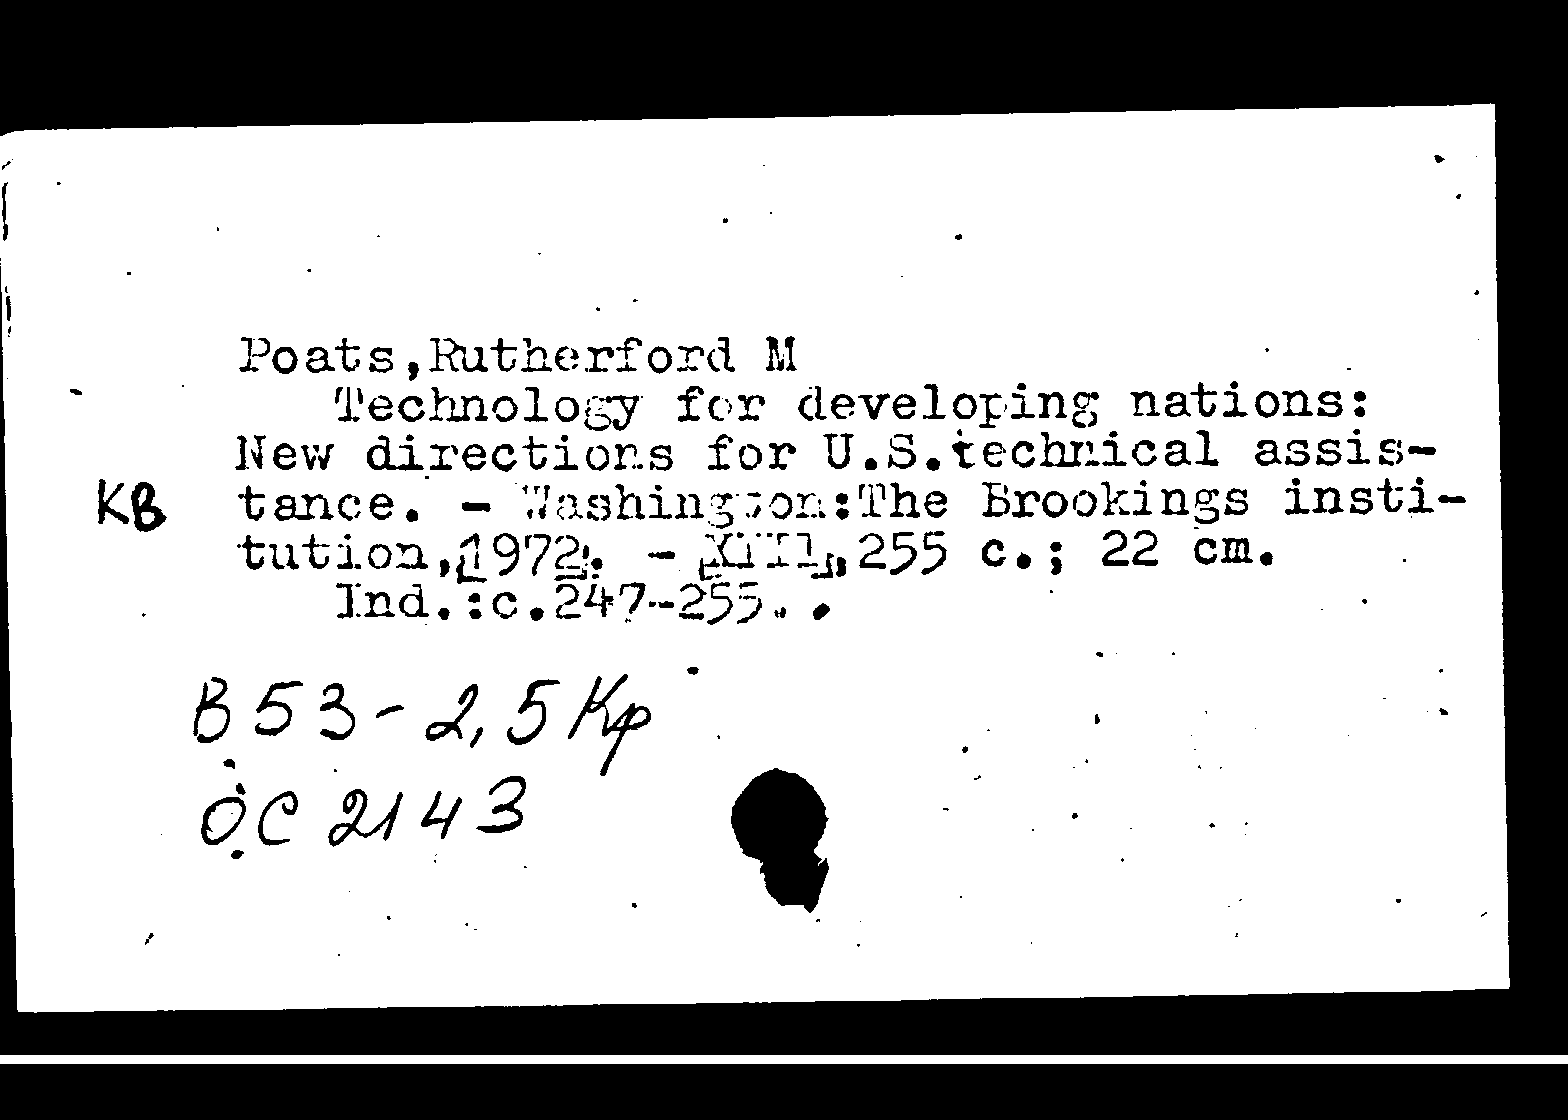 Poats,Rutherford M
Technology for developing nations:
New directions for U.S.technical assis-
KB tance. - Washington:The Brookings insti-
tution,[1972]. - [XIII], 255 c.; 22 cm.
Ind.:c.247-255. .
B53-2,5Kp
OC 2143